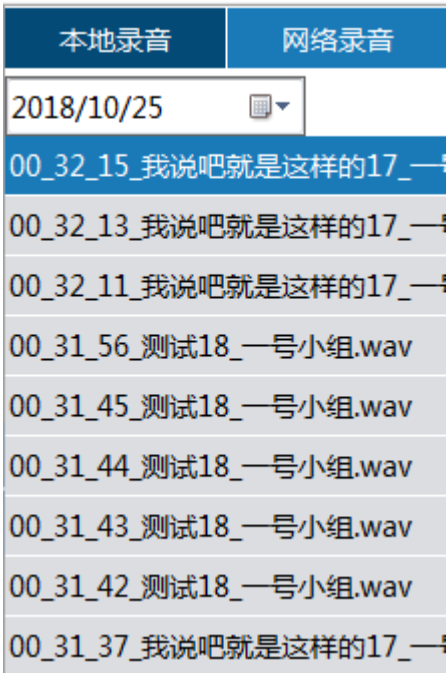 本地录音 网络录音
2018/10/25
00_32_15_我说吧就是这样的17_一
00_32_13_我说吧就是这样的17_一
00_32_11_我说吧就是这样的17_一
00_31_56_测试18_一号小组.wav
00_31_45_测试18_一号小组.wav
00_31_44_测试18_一号小组.wav
00_31_43_测试18_一号小组.wav
00_31_42_测试18_一号小组.wav
00_31_37_我说吧就是这样的17_一